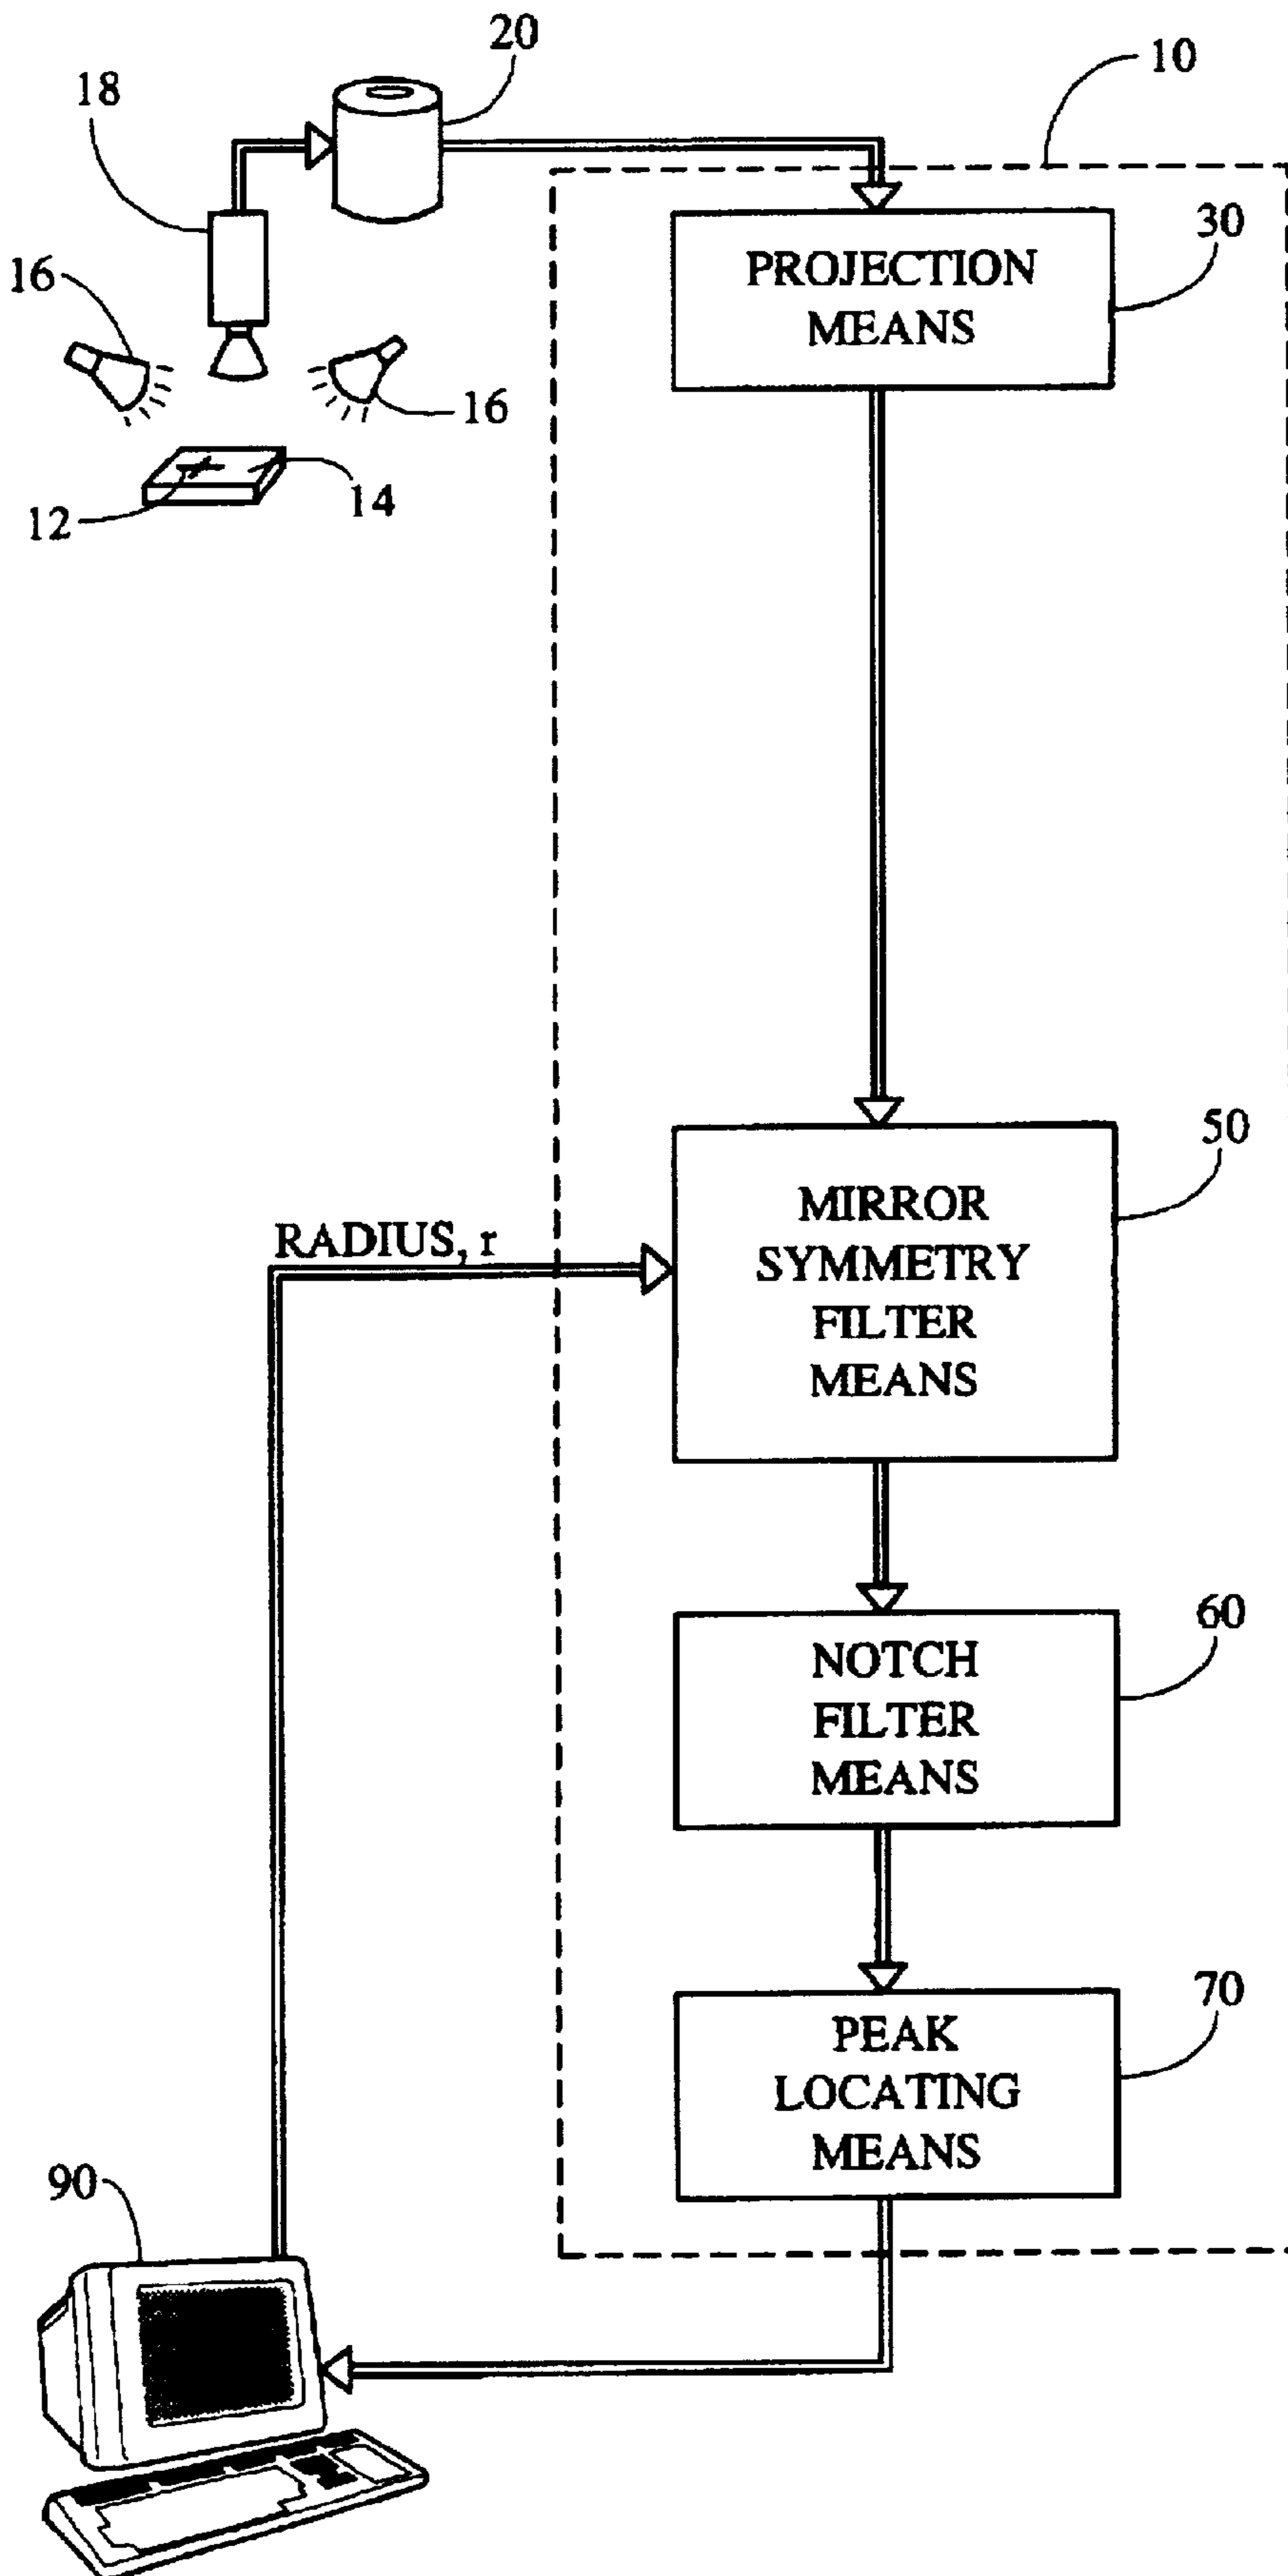 20
10
18
30
16
PROJECTION
MEANS
16
14
12
50
MIRROR
SYMMETRY
FILTER
MEANS
RADIUS, r
60
NOTCH
FILTER
MEANS
70
PEAK
LOCATING
MEANS
90